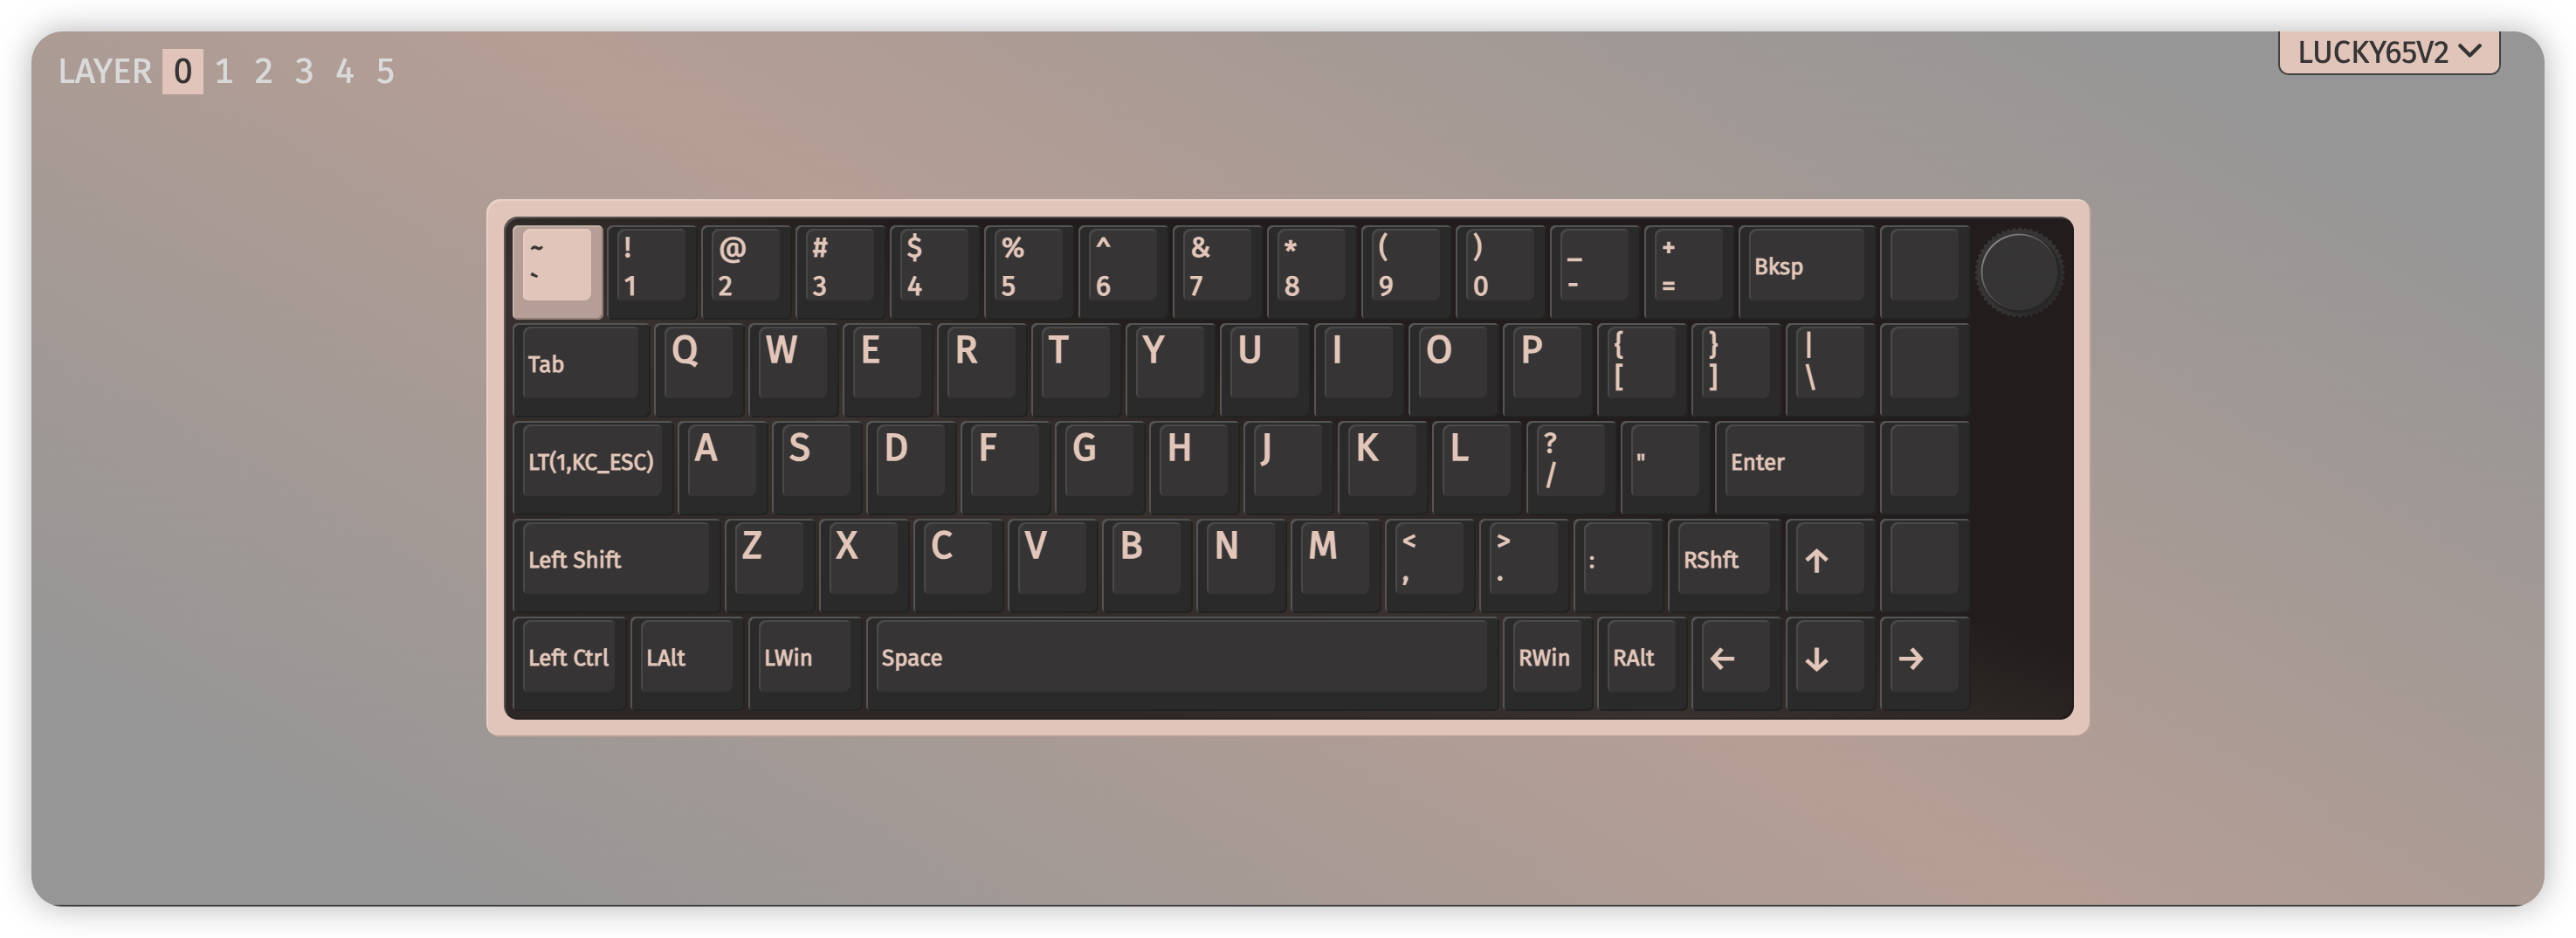 LAYER 0 1 2 3 4 5
LUCKY65V2
~ ! @ # $ % ^ & * ( ) _ +
` 1 2 3 4 5 6 7 8 9 0 - = Bksp
Tab Q W E R T Y U I O P { } |
[ ] \
LT(1,KC_ESC) A S D F G H J K L ? " Enter
/
Left Shift Z X C V B N M < > : RShft ↑
, .
Left Ctrl LAlt LWin Space RWin RAlt ← ↓ →